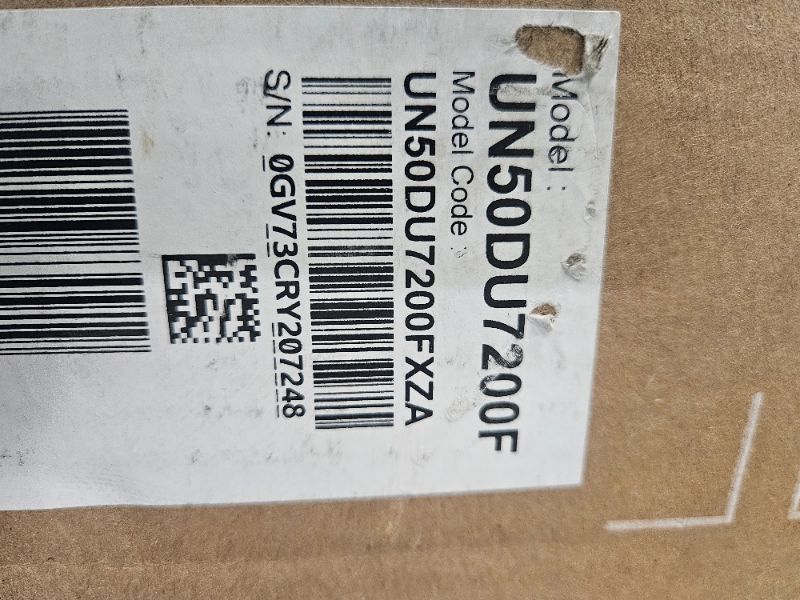 Model :
UN50DU7200F
Model Code :
UN50DU7200FXZA
S/N: 0GV73CRY207248